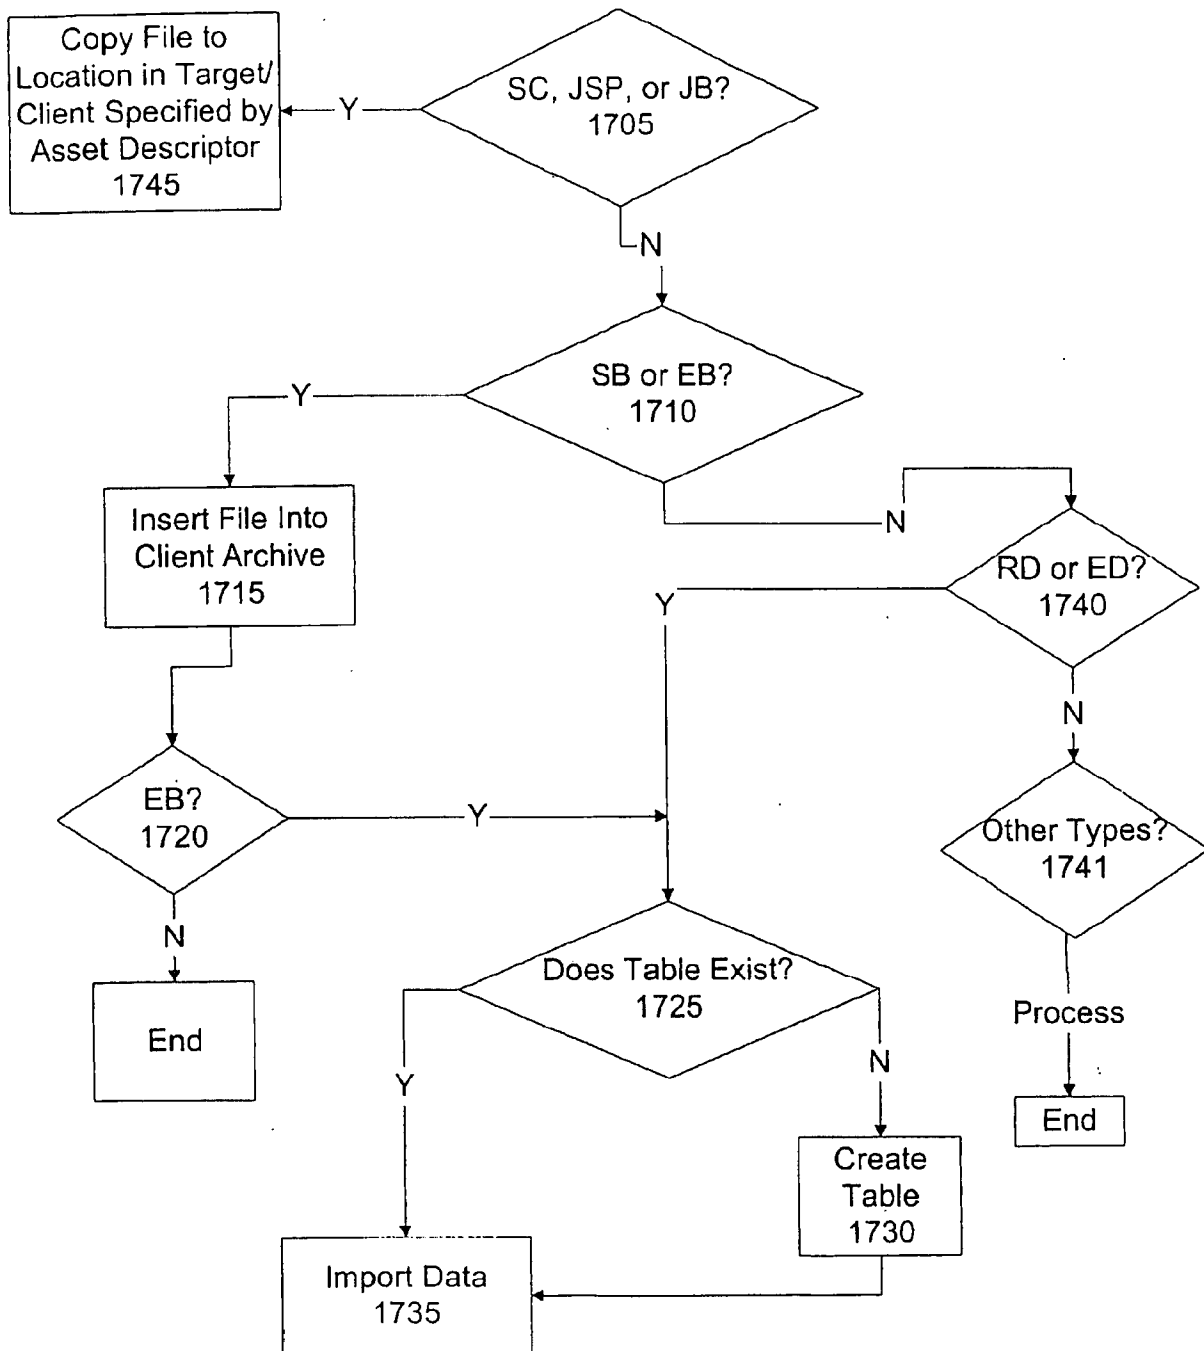 Copy File to
Location in Target/
Client Specified by
Asset Descriptor
1745
Y
SC, JSP, or JB?
1705
N
SB or EB?
1710
Y
N
Insert File Into
Client Archive
1715
RD or ED?
1740
Y
N
EB?
1720
Y
N
End
Other Types?
1741
Process
End
Does Table Exist?
1725
Y
N
Create
Table
1730
Import Data
1735